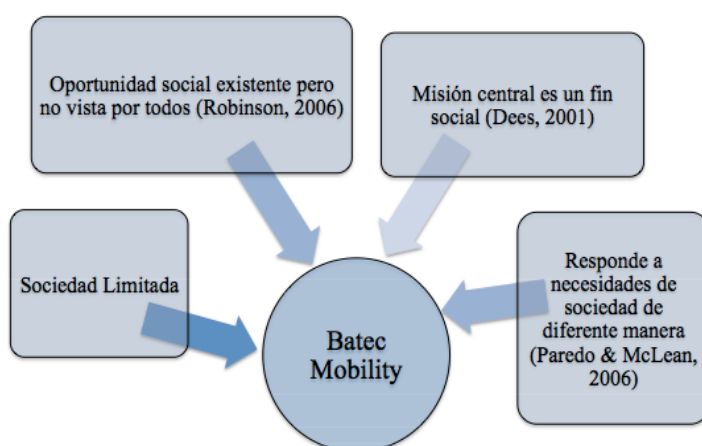 Oportunidad social existente pero
no vista por todos (Robinson, 2006)
Misión central es un fin
social (Dees, 2001)
Sociedad Limitada
Responde a
necesidades de
sociedad de
diferente manera
(Paredo & McLean,
2006)
Batec
Mobility